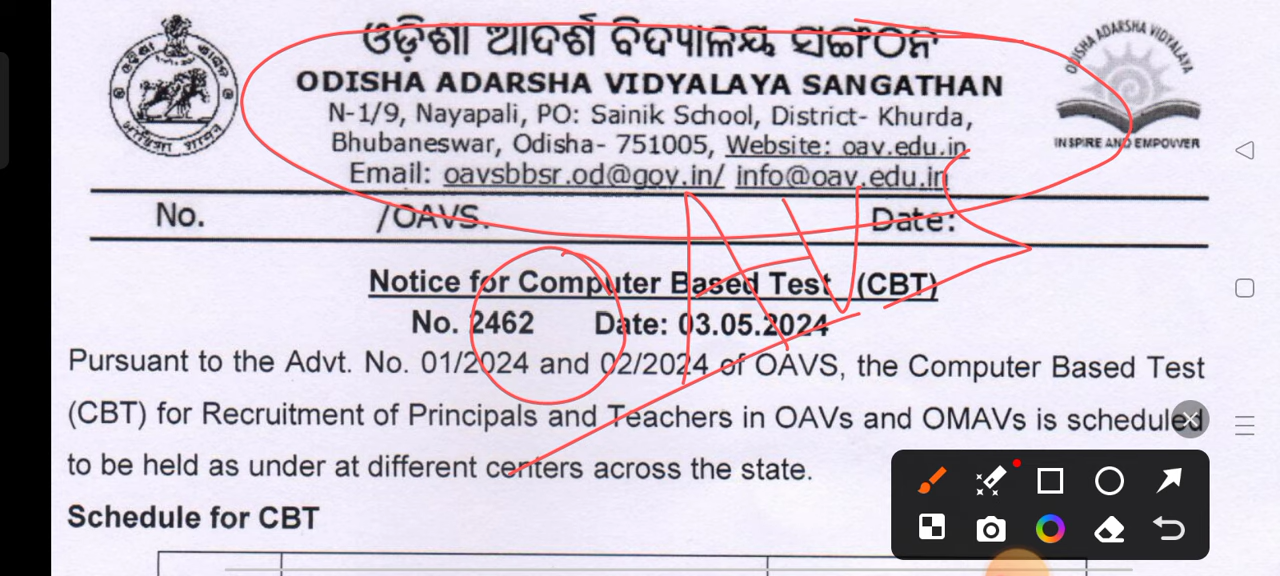 ଓଡ଼ିଶା ଆଦର୍ଶ ବିଦ୍ୟାଳୟ ସଙ୍ଗଠନ
ODISHA ADARSHA VIDYALAYA SANGATHAN
N-1/9, Nayapali, PO: Sainik School, District- Khurda,
Bhubaneswar, Odisha- 751005, Website: oav.edu.in
Email: oavsbbsr.od@gov.in/ info@oav.edu.in
ODISHA ADARSHA VIDYALAYA
INSPIRE AND EMPOWER
No. /OAVS. Date:
Notice for Computer Based Test (CBT)
No. 2462 Date: 03.05.2024
Pursuant to the Advt. No. 01/2024 and 02/2024 of OAVS, the Computer Based Test
(CBT) for Recruitment of Principals and Teachers in OAVs and OMAVs is scheduled
to be held as under at different centers across the state.
Schedule for CBT